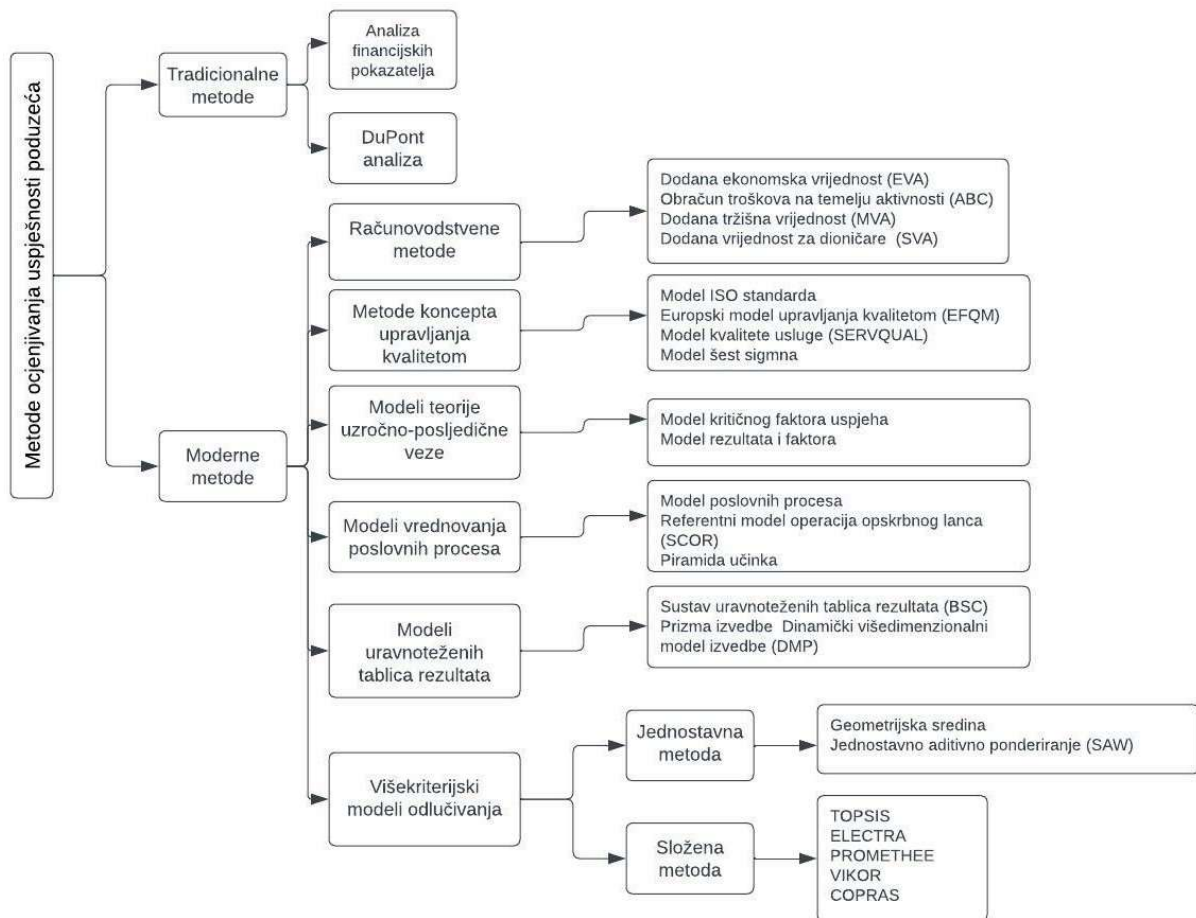 Metode ocjenjivanja uspješnosti poduzeća
Tradicionalne
metode
Analiza
financijskih
pokazatelja
DuPont
analiza
Moderne
metode
Računovodstvene
metode
Dodana ekonomska vrijednost (EVA)
Obračun troškova na temelju aktivnosti (ABC)
Dodana tržišna vrijednost (MVA)
Dodana vrijednost za dioničare (SVA)
Metode koncepta
upravljanja
kvalitetom
Model ISO standarda
Europski model upravljanja kvalitetom (EFQM)
Model kvalitete usluge (SERVQUAL)
Model šest sigmna
Modeli teorije
uzročno-posljedične
veze
Model kritičnog faktora uspjeha
Model rezultata i faktora
Modeli vrednovanja
poslovnih procesa
Model poslovnih procesa
Referentni model operacija opskrbnog lanca
(SCOR)
Piramida učinka
Modeli
uravnoteženih
tablica rezultata
Sustav uravnoteženih tablica rezultata (BSC)
Prizma izvedbe Dinamički višedimenzionalni
model izvedbe (DMP)
Višekriterijski
modeli odlučivanja
Jednostavna
metoda
Geometrijska sredina
Jednostavno aditivno ponderiranje (SAW)
Složena
metoda
TOPSIS
ELECTRA
PROMETHEE
VIKOR
COPRAS